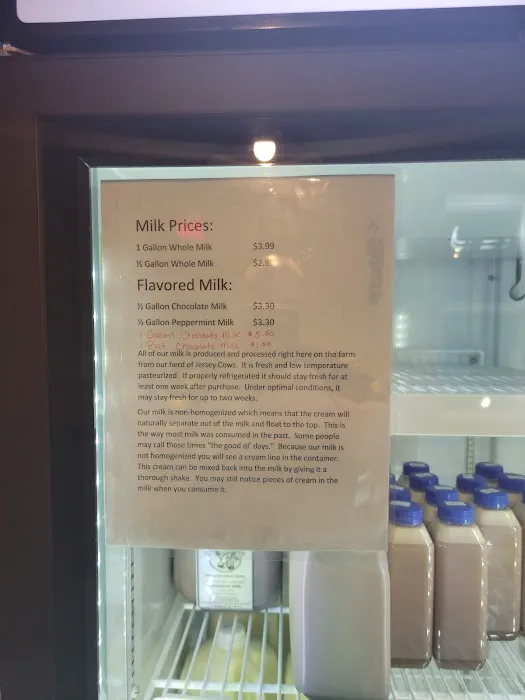 Milk Prices:
1 Gallon Whole Milk $3.99
½ Gallon Whole Milk
Flavored Milk:
½ Gallon Chocolate Milk $3.30
½ Gallon Peppermint Milk $3.30
1 Gallon Chocolate Milk
1 Pint Chocolate Milk
All of our milk is produced and processed right here on the farm
from our herd of Jersey Cows. It is fresh and low temperature
pasteurized. If properly refrigerated it should stay fresh for at
least one week after purchase. Under optimal conditions, it
may stay fresh for up to two weeks.
Our milk is non-homogenized which means that the cream will
naturally separate out of the milk and float to the top. This is
the way most milk was consumed in the past. Some people
may call those times "the good ol' days." Because our milk is
not homogenized you will see a cream line in the container.
This cream can be mixed back into the milk by giving it a
thorough shake. You may still notice pieces of cream in the
milk when you consume it.